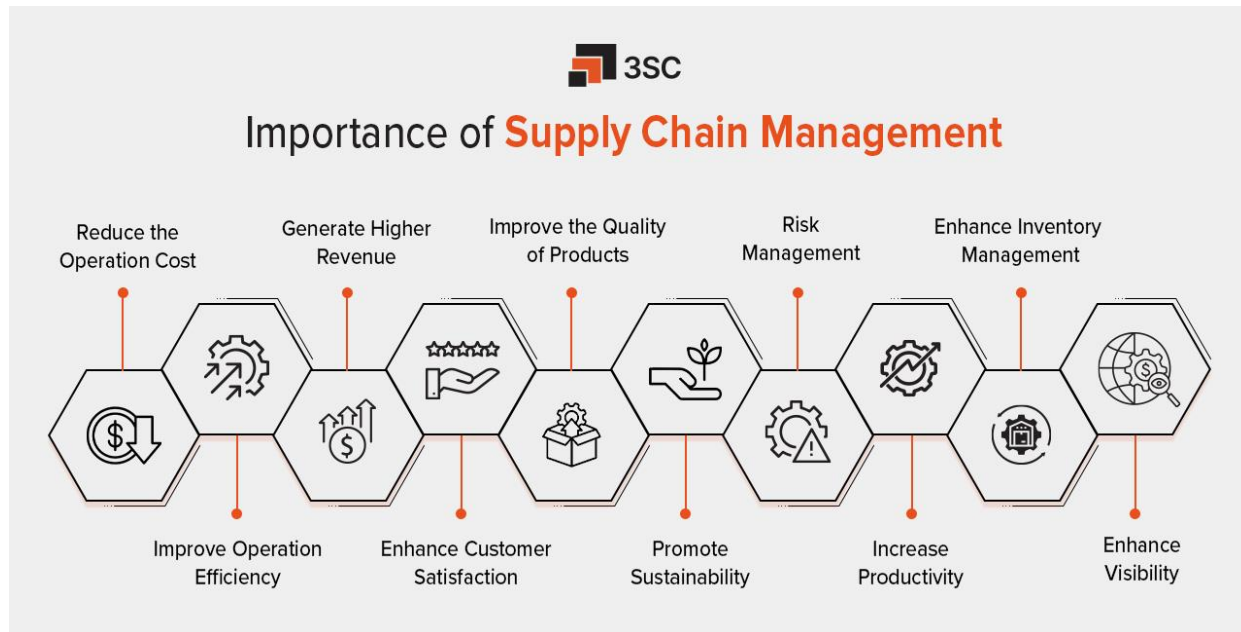 3SC
Importance of Supply Chain Management
Reduce the
Operation Cost
Generate Higher
Revenue
Improve the Quality
of Products
Risk
Management
Enhance Inventory
Management
Improve Operation
Efficiency
Enhance Customer
Satisfaction
Promote
Sustainability
Increase
Productivity
Enhance
Visibility